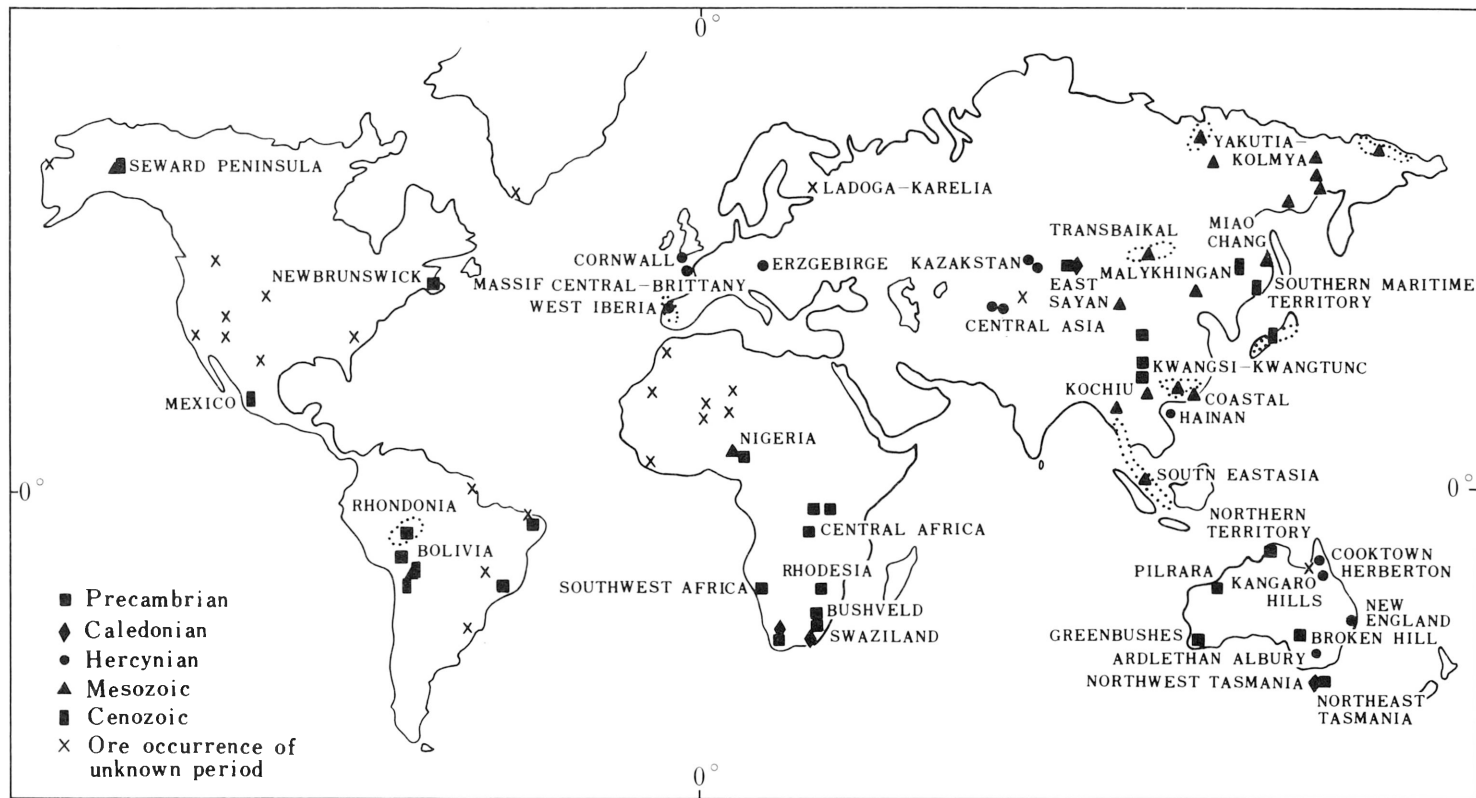 0°
YAKUTIA-
KOLMYA
SEWARD PENINSULA
LADOGA-KARELIA
TRANSBAIKAL
MIAO
CHANG
CORNWALL
NEWBRUNSWICK
ERZGEBIRGE
KAZAKSTAN
MALYKHINGAN
MASSIF CENTRAL-BRITTANY
EAST
SAYAN
SOUTHERN MARITIME
TERRITORY
WEST IBERIA
CENTRAL ASIA
KWANGSI-KWANGTUNC
KOCHIU
COASTAL
MEXICO
HAINAN
NIGERIA
SOUTN EASTASIA
0°
0°
RHONDONIA
NORTHERN
TERRITORY
CENTRAL AFRICA
BOLIVIA
COOKTOWN
HERBERTON
SOUTHWEST AFRICA
RHODESIA
PILRARA
KANGARO
HILLS
BUSHVELD
NEW
ENGLAND
SWAZILAND
GREENBUSHES
BROKEN HILL
ARDLETHAN ALBURY
NORTHWEST TASMANIA
NORTHEAST
TASMANIA
Precambrian
Caledonian
Hercynian
Mesozoic
Cenozoic
Ore occurrence of
unknown period
0°